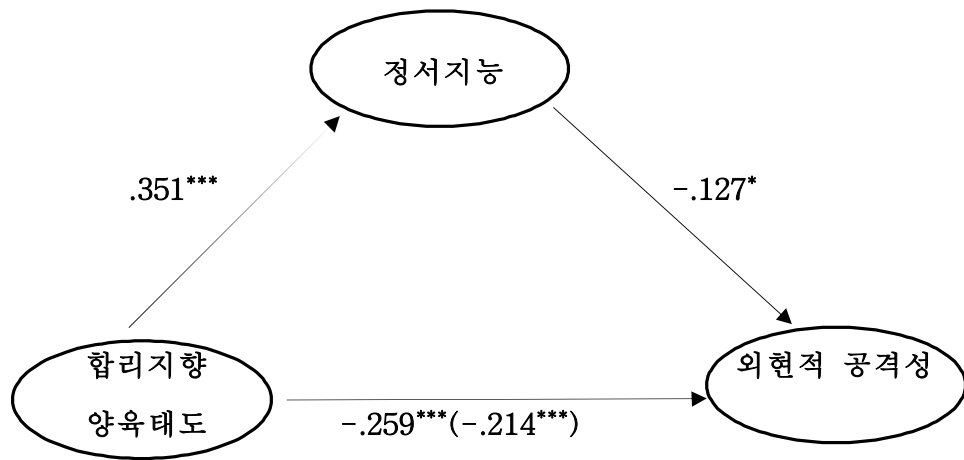 정서지능
.351***
-.127*
합리지향
양육태도
외현적 공격성
-.259***(-.214***)